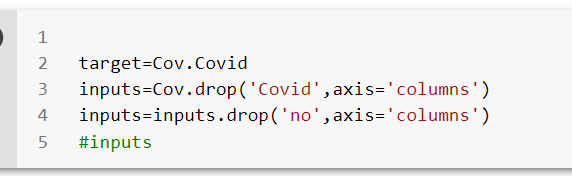 1
2 target=Cov.Covid
3 inputs=Cov.drop('Covid',axis='columns')
4 inputs=inputs.drop('no',axis='columns')
5 #inputs